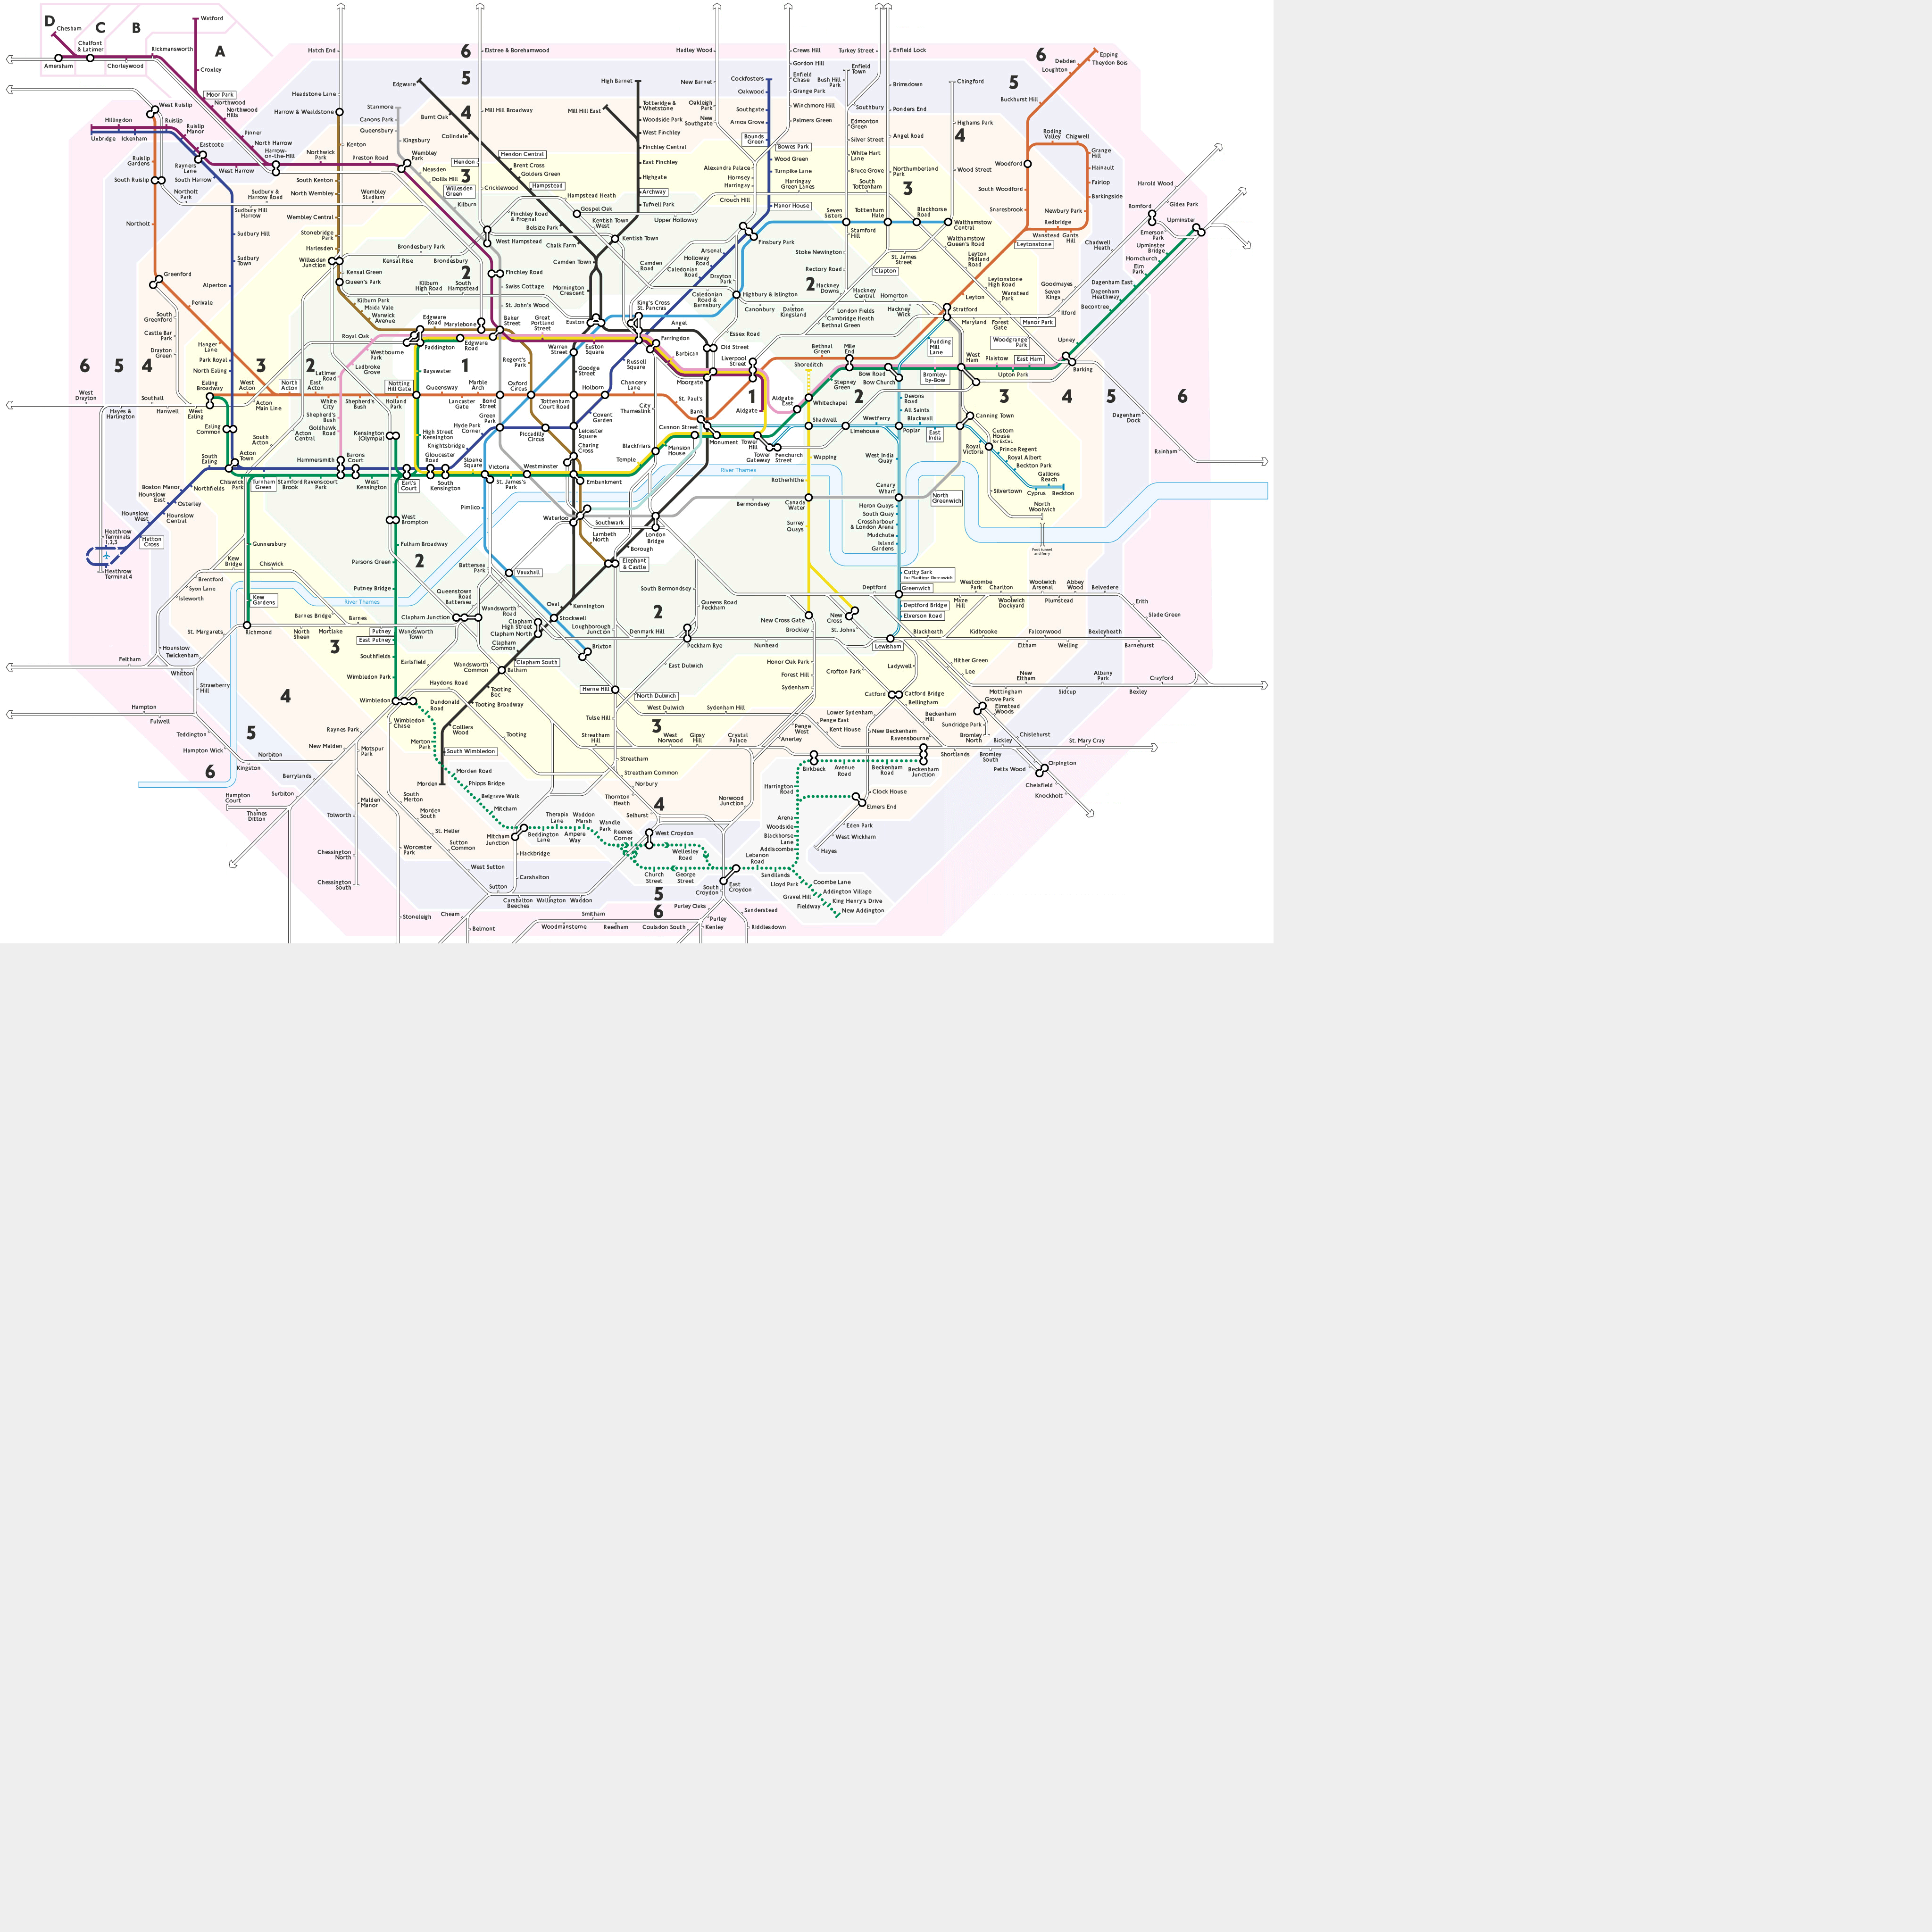 D
C
B
A
Chesham
Chalfont
& Latimer
Amersham
Chorleywood
Rickmansworth
Watford
Croxley
Moor Park
Northwood
Northwood
Hills
Pinner
North Harrow
Harrow-
on-the-Hill
Northwick
Park
Preston Road
Wembley
Park
Hatch End
Headstone Lane
Harrow & Wealdstone
Kenton
South Kenton
North Wembley
Wembley Central
Stonebridge
Park
Harlesden
Willesden
Junction
Kensal Green
Queen's Park
Kilburn Park
Maida Vale
Warwick
Avenue
6
5
4
3
2
1
Elstree & Borehamwood
Mill Hill Broadway
Hendon
Cricklewood
Edgware
Burnt Oak
Colindale
Hendon Central
Brent Cross
Golders Green
Hampstead
Belsize Park
Chalk Farm
Camden Town
Mornington
Crescent
Stanmore
Canons Park
Queensbury
Kingsbury
Neasden
Dollis Hill
Willesden
Green
Kilburn
West Hampstead
Finchley Road
Swiss Cottage
St. John's Wood
Finchley Road
& Frognal
Hampstead Heath
Gospel Oak
Kentish Town
West
Kentish Town
Upper Holloway
High Barnet
Totteridge &
Whetstone
Woodside Park
West Finchley
Mill Hill East
Finchley Central
East Finchley
Highgate
Archway
Tufnell Park
Hadley Wood
New Barnet
Oakleigh
Park
New
Southgate
Alexandra Palace
Hornsey
Harringay
Crouch Hill
Cockfosters
Oakwood
Southgate
Arnos Grove
Bounds
Green
Wood Green
Turnpike Lane
Manor House
Finsbury Park
Arsenal
Holloway
Road
Caledonian
Road
Crews Hill
Gordon Hill
Enfield
Chase
Grange Park
Winchmore Hill
Palmers Green
Bowes Park
Harringay
Green Lanes
Turkey Street
Enfield
Town
Bush Hill
Park
Southbury
Edmonton
Green
Silver Street
White Hart
Lane
Bruce Grove
South
Tottenham
Seven
Sisters
Tottenham
Hale
Stamford
Hill
Stoke Newington
Rectory Road
Enfield Lock
Brimsdown
Ponders End
Angel Road
Northumberland
Park
Chingford
Highams Park
Wood Street
Blackhorse
Road
Walthamstow
Central
Walthamstow
Queen's Road
St. James
Street
Clapton
Leyton
Midland
Road
Leytonstone
High Road
Wanstead
Park
Woodgrange
Park
Epping
Theydon Bois
Debden
Loughton
Buckhurst Hill
Roding
Valley
Chigwell
Grange
Hill
Hainault
Fairlop
Barkingside
Newbury Park
Redbridge
Wanstead
Gants
Hill
Woodford
South Woodford
Snaresbrook
Leytonstone
Leyton
Stratford
Maryland
Forest
Gate
Manor Park
Ilford
Seven
Kings
Goodmayes
Chadwell
Heath
Romford
Harold Wood
Gidea Park
Emerson
Park
Upminster
Upminster
Bridge
Hornchurch
Elm
Park
Dagenham East
Dagenham
Heathway
Becontree
Upney
Barking
East Ham
Upton Park
Plaistow
West
Ham
Bromley-
by-Bow
Bow Road
Bow Church
Pudding
Mill
Lane
Mile
End
Bethnal
Green
Stepney
Green
Whitechapel
Shoreditch
Aldgate
East
Aldgate
Liverpool
Street
Moorgate
Old Street
Essex Road
Angel
King's Cross
St. Pancras
Euston
Euston
Square
Warren
Street
Great
Portland
Street
Baker
Street
Marylebone
Edgware
Road
Edgware
Road
Paddington
Royal Oak
Westbourne
Park
Ladbroke
Grove
Latimer
Road
White
City
Shepherd's
Bush
Goldhawk
Road
Hammersmith
Barons
Court
West
Kensington
Earl's
Court
Kensington
(Olympia)
High Street
Kensington
Notting
Hill Gate
Bayswater
Queensway
Lancaster
Gate
Marble
Arch
Bond
Street
Oxford
Circus
Regent's
Park
Goodge
Street
Tottenham
Court Road
Holborn
Russell
Square
Chancery
Lane
Farringdon
Barbican
St. Paul's
City
Thameslink
Bank
Monument
Cannon Street
Mansion
House
Blackfriars
Temple
Embankment
Charing
Cross
Leicester
Square
Covent
Garden
Piccadilly
Circus
Green
Park
Hyde Park
Corner
Knightsbridge
Sloane
Square
South
Kensington
Gloucester
Road
Victoria
St. James's
Park
Westminster
Waterloo
Southwark
London
Bridge
Borough
Elephant
& Castle
Lambeth
North
Kennington
Oval
Vauxhall
Pimlico
Stockwell
Brixton
Tower
Hill
Tower
Gateway
Fenchurch
Street
Shadwell
Wapping
Rotherhithe
Canada
Water
Surrey
Quays
Bermondsey
New Cross Gate
New
Cross
Limehouse
Westferry
Poplar
All Saints
Devons
Road
Blackwall
East
India
Canning Town
Custom
House
for ExCeL
Prince Regent
Royal Albert
Beckton Park
Gallions
Reach
Cyprus
Beckton
Royal
Victoria
Silvertown
North
Woolwich
Foot tunnel
and ferry
North
Greenwich
West India
Quay
Canary
Wharf
Heron Quays
South Quay
Crossharbour
& London Arena
Mudchute
Island
Gardens
Cutty Sark
for Maritime Greenwich
Greenwich
Deptford Bridge
Elverson Road
Lewisham
Deptford
St. Johns
Dagenham
Dock
Rainham
Caledonian
Road &
Barnsbury
Highbury & Islington
Drayton
Park
Camden
Road
Canonbury
Dalston
Kingsland
Hackney
Central
Hackney
Downs
Homerton
Hackney
Wick
London Fields
Cambridge Heath
Bethnal Green
Brondesbury Park
Kensal Rise
Brondesbury
Kilburn
High Road
South
Hampstead
West Ruislip
Ruislip
Gardens
South Ruislip
Northolt
Greenford
Perivale
Hanger
Lane
Northolt
Park
Sudbury &
Harrow Road
Wembley
Stadium
Hillingdon
Uxbridge
Ickenham
Ruislip
Ruislip
Manor
Eastcote
Rayners
Lane
West Harrow
South Harrow
Sudbury Hill
Harrow
Sudbury Hill
Sudbury
Town
Alperton
Park Royal
North Ealing
South
Greenford
Castle Bar
Park
Drayton
Green
Ealing
Broadway
West
Acton
North
Acton
East
Acton
Shepherd's
Bush
Holland
Park
West
Drayton
Hayes &
Harlington
Southall
Hanwell
West
Ealing
Acton
Main Line
Ealing
Common
South
Acton
Acton
Central
South
Ealing
Acton
Town
Chiswick
Park
Turnham
Green
Stamford
Brook
Ravenscourt
Park
Northfields
Boston Manor
Osterley
Hounslow
East
Hounslow
Central
Hounslow
West
Hatton
Cross
Heathrow
Terminals
1,2,3
Heathrow
Terminal 4
Gunnersbury
Kew
Gardens
Richmond
Kew
Bridge
Brentford
Syon Lane
Isleworth
Hounslow
Chiswick
Barnes Bridge
Barnes
Mortlake
North
Sheen
St. Margarets
Twickenham
Whitton
Feltham
Strawberry
Hill
Hampton
Fulwell
Teddington
Hampton Wick
Kingston
Norbiton
New Malden
Raynes Park
Berrylands
Surbiton
Hampton
Court
Thames
Ditton
Malden
Manor
Motspur
Park
Tolworth
Chessington
North
Chessington
South
Worcester
Park
Stoneleigh
River Thames
River Thames
West
Brompton
Fulham Broadway
Parsons Green
Putney Bridge
Putney
East Putney
Southfields
Wimbledon Park
Wimbledon
Wandsworth
Town
Earlsfield
Clapham Junction
Battersea
Park
Queenstown
Road
Battersea
Wandsworth
Road
Clapham
High Street
Clapham North
Clapham
Common
Clapham South
Balham
Tooting
Bec
Tooting Broadway
Colliers
Wood
South Wimbledon
Morden
Wandsworth
Common
Haydons Road
Tooting
Wimbledon
Chase
Dundonald
Road
Merton
Park
Morden Road
Phipps Bridge
Belgrave Walk
Mitcham
Mitcham
Junction
Beddington
Lane
Therapia
Lane
Ampere
Way
Waddon
Marsh
Wandle
Park
Reeves
Corner
Church
Street
George
Street
Wellesley
Road
West Croydon
East
Croydon
South
Croydon
Lebanon
Road
Sandilands
Lloyd Park
Coombe Lane
Gravel Hill
Addington Village
Fieldway
King Henry's Drive
New Addington
Addiscombe
Blackhorse
Lane
Woodside
Arena
Harrington
Road
Birkbeck
Avenue
Road
Beckenham
Road
Beckenham
Junction
Clock House
Elmers End
Eden Park
West Wickham
Hayes
South
Merton
Morden
South
St. Helier
Sutton
Common
West Sutton
Sutton
Cheam
Belmont
Hackbridge
Carshalton
Carshalton
Beeches
Wallington
Waddon
Smitham
Woodmansterne
Reedham
Coulsdon South
Kenley
Purley
Purley Oaks
Sanderstead
Riddlesdown
Loughborough
Junction
Denmark Hill
Peckham Rye
Queens Road
Peckham
South Bermondsey
Nunhead
East Dulwich
North Dulwich
Herne Hill
Tulse Hill
West Dulwich
Sydenham Hill
Streatham
Hill
West
Norwood
Gipsy
Hill
Crystal
Palace
Streatham
Streatham Common
Norbury
Thornton
Heath
Selhurst
Norwood
Junction
Anerley
Penge
West
Penge East
Kent House
Brockley
Honor Oak Park
Forest Hill
Sydenham
Crofton Park
Catford
Catford Bridge
Ladywell
Bellingham
Lower Sydenham
New Beckenham
Beckenham
Hill
Ravensbourne
Shortlands
Bromley
South
Bickley
St. Mary Cray
Bromley
North
Sundridge Park
Grove Park
Elmstead
Woods
Chislehurst
Petts Wood
Orpington
Chelsfield
Knockholt
Hither Green
Lee
Mottingham
New
Eltham
Sidcup
Albany
Park
Bexley
Crayford
Blackheath
Kidbrooke
Eltham
Falconwood
Welling
Bexleyheath
Barnehurst
Maze
Hill
Westcombe
Park
Charlton
Woolwich
Dockyard
Woolwich
Arsenal
Plumstead
Abbey
Wood
Belvedere
Erith
Slade Green
6
5
4
3
2
1
2
3
4
5
6
6
5
4
3
2
3
2
2
3
4
5
6
2
3
4
5
6